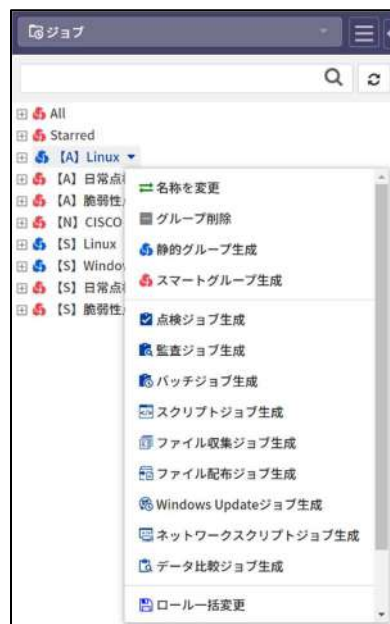 ジョブ
All
Starred
【A】Linux
【A】日常点
【A】脆弱性
【N】CISCO
【S】Linux
【S】Windo
【S】日常点
【S】脆弱性
名称を変更
グループ削除
静的グループ生成
スマートグループ生成
点検ジョブ生成
監査ジョブ生成
バッチジョブ生成
スクリプトジョブ生成
ファイル収集ジョブ生成
ファイル配布ジョブ生成
Windows Updateジョブ生成
ネットワークスクリプトジョブ生成
データ比較ジョブ生成
ロール一括変更